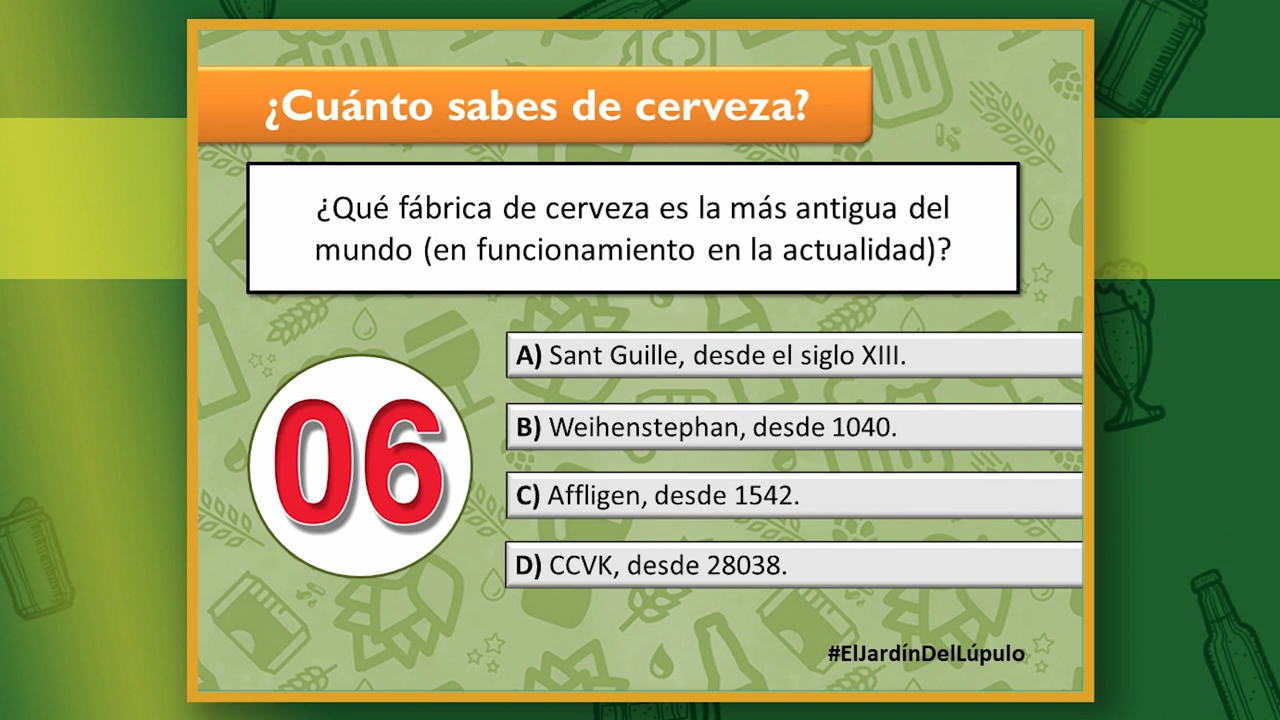 ¿Cuánto sabes de cerveza?
¿Qué fábrica de cerveza es la más antigua del
mundo (en funcionamiento en la actualidad)?
06
A) Sant Guille, desde el siglo XIII.
B) Weihenstephan, desde 1040.
C) Affligen, desde 1542.
D) CCVK, desde 28038.
#ElJardínDelLúpulo